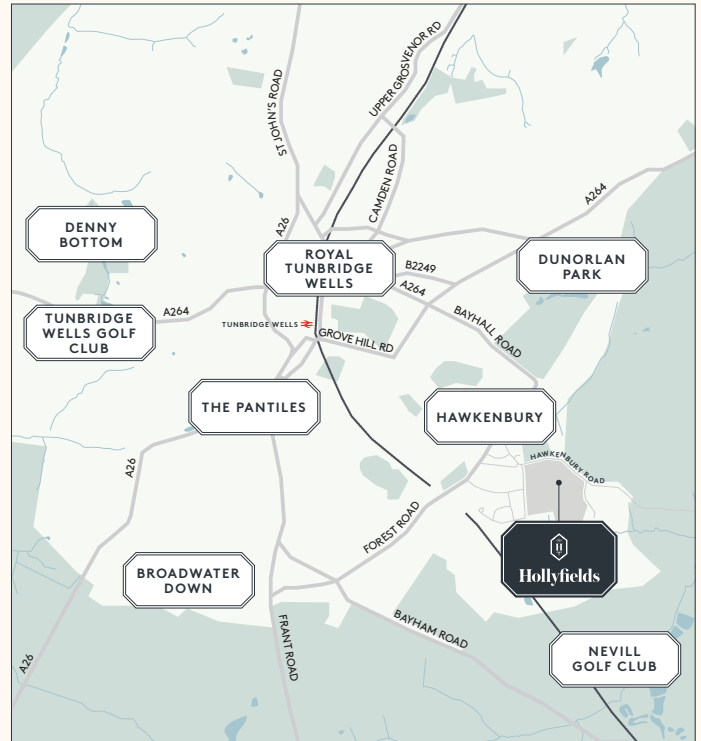 UPPER GROSVENOR RD
ST JOHN'S ROAD
CAMDEN ROAD
A264
A26
DENNY
BOTTOM
ROYAL
TUNBRIDGE
WELLS
B2249
A264
DUNORLAN
PARK
TUNBRIDGE
WELLS GOLF
CLUB
A264
TUNBRIDGE WELLS
GROVE HILL RD
BAYHALL ROAD
THE PANTILES
HAWKENBURY
A26
HAWKENBURY ROAD
FOREST ROAD
H
Hollyfields
BROADWATER
DOWN
FRANT ROAD
BAYHAM ROAD
NEVILL
GOLF CLUB
A26